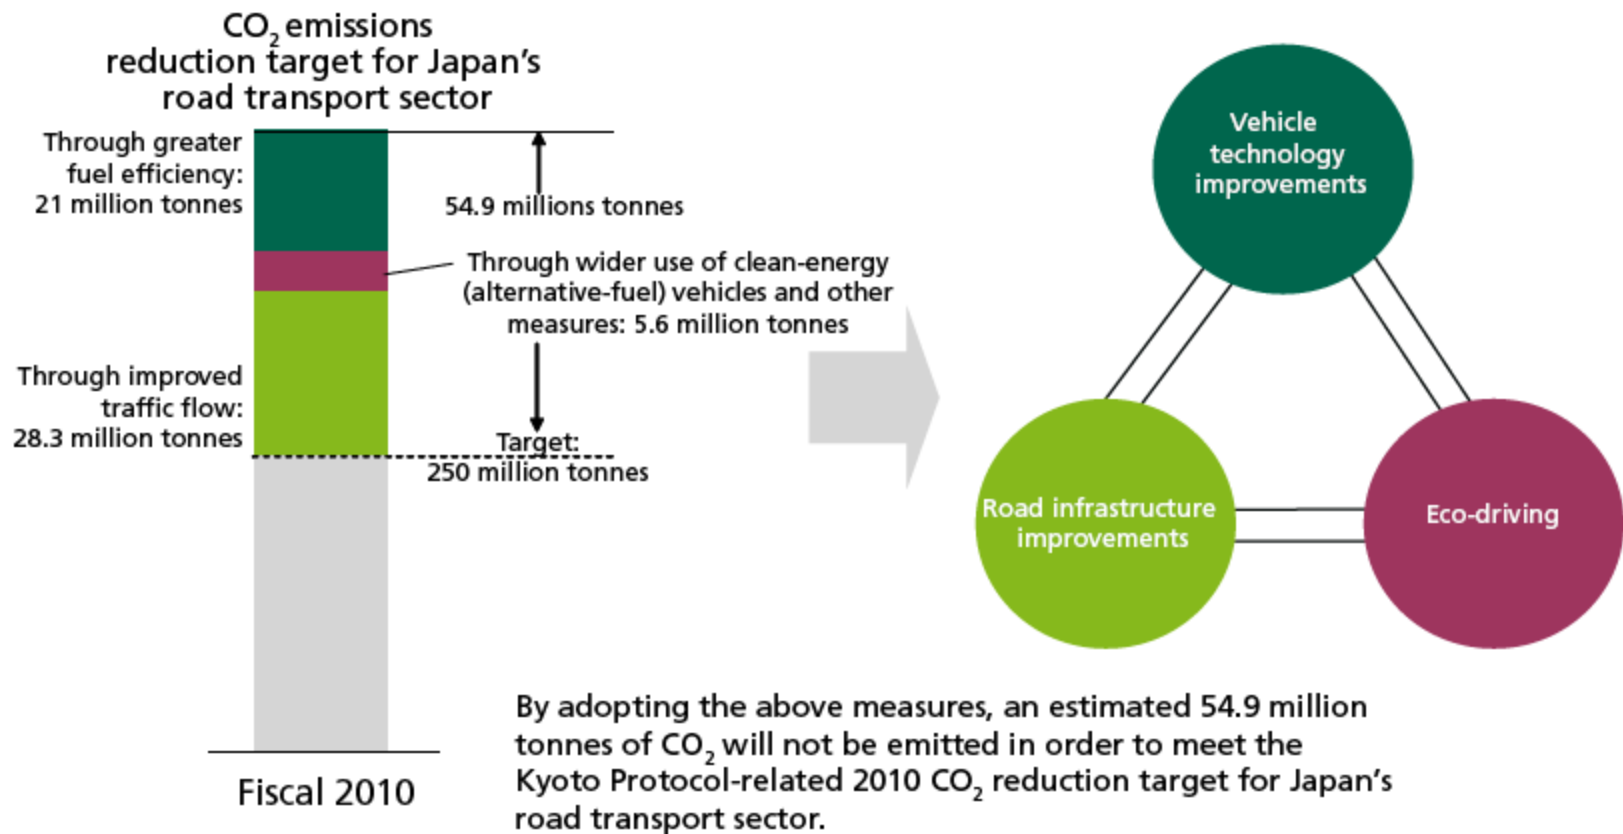 CO2 emissions
reduction target for Japan's
road transport sector
Through greater
fuel efficiency:
21 million tonnes
54.9 millions tonnes
Through wider use of clean-energy
(alternative-fuel) vehicles and other
measures: 5.6 million tonnes
Through improved
traffic flow:
28.3 million tonnes
Target:
250 million tonnes
Fiscal 2010
Vehicle
technology
improvements
Road infrastructure
improvements
Eco-driving
By adopting the above measures, an estimated 54.9 million
tonnes of CO2 will not be emitted in order to meet the
Kyoto Protocol-related 2010 CO2 reduction target for Japan's
road transport sector.